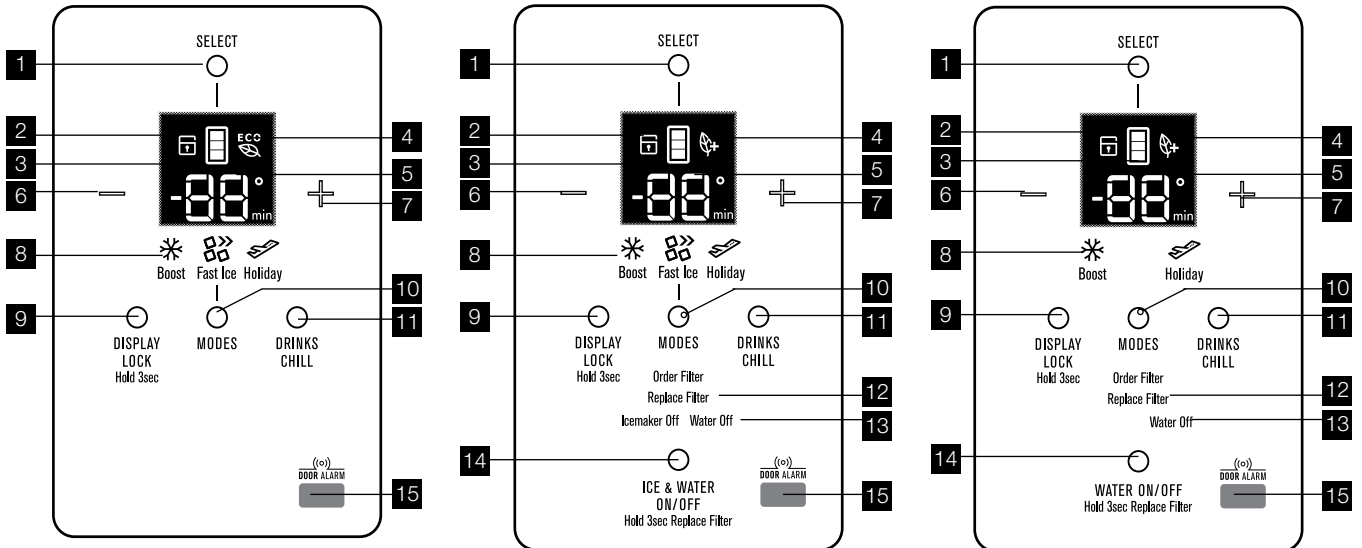 SELECT
1
2
ECO
4
3
5
-88°
6
−
+
min
7
8
Boost
Fast Ice
Holiday
10
9
11
DISPLAY LOCK
MODES
DRINKS CHILL
Hold 3sec
((o))
DOOR ALARM
15
SELECT
1
2
4
3
5
-88°
6
−
+
min
7
8
Boost
Fast Ice
Holiday
10
9
11
DISPLAY LOCK
MODES
DRINKS CHILL
Hold 3sec
Order Filter
Replace Filter
12
Icemaker Off
Water Off
13
14
((o))
DOOR ALARM
ICE & WATER
ON/OFF
Hold 3sec Replace Filter
15
SELECT
1
2
4
3
5
-88°
6
−
+
min
7
8
Boost
Holiday
10
9
11
DISPLAY LOCK
MODES
DRINKS CHILL
Hold 3sec
Order Filter
Replace Filter
12
Water Off
13
14
((o))
DOOR ALARM
WATER ON/OFF
Hold 3sec Replace Filter
15